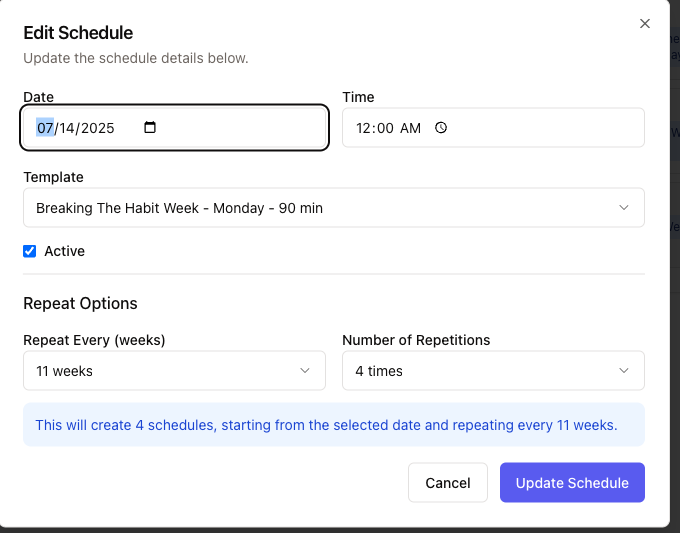 Edit Schedule
Update the schedule details below.
Date
Time
07/14/2025
12:00 AM
Template
Breaking The Habit Week - Monday - 90 min
Active
Repeat Options
Repeat Every (weeks)
Number of Repetitions
11 weeks
4 times
This will create 4 schedules, starting from the selected date and repeating every 11 weeks.
Cancel
Update Schedule